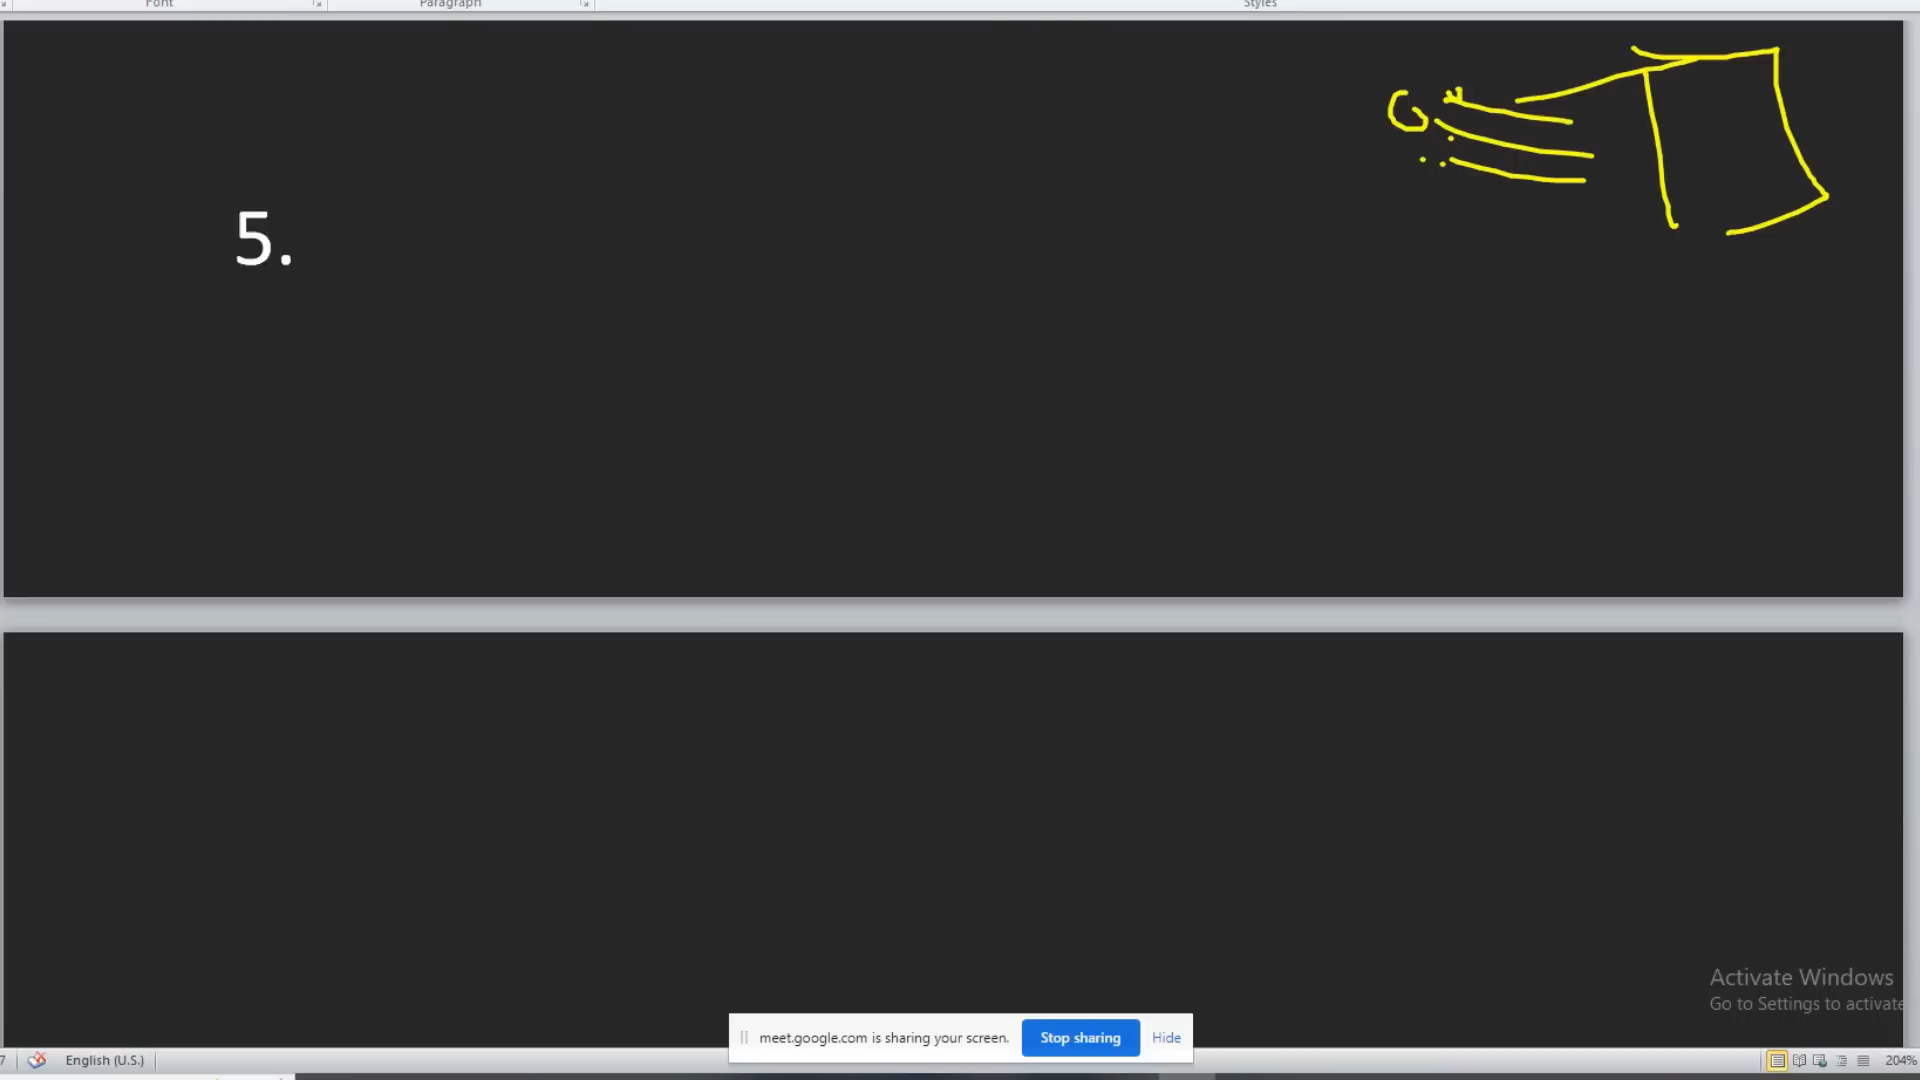 Font Paragraph Styles
G
5.
Activate Windows
Go to Settings to activate
meet.google.com is sharing your screen. Stop sharing Hide
7 English (U.S.) 204%